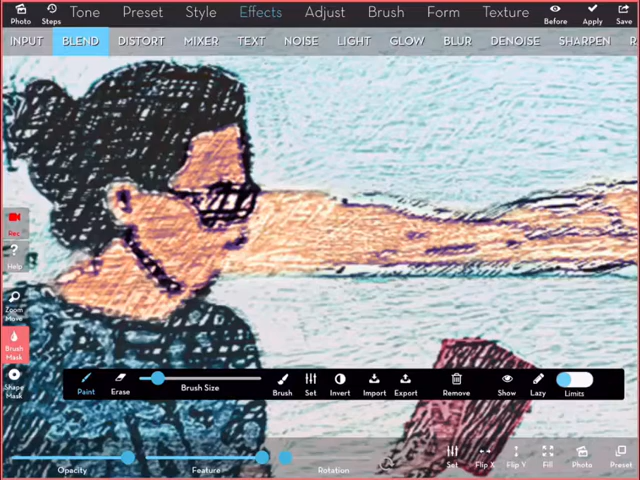 Photo Steps Tone Preset Style Effects Adjust Brush Form Texture Before Apply Save
INPUT BLEND DISTORT MIXER TEXT NOISE LIGHT GLOW BLUR DENOISE SHARPEN
Rec
Help
Zoom
Move
Brush
Mask
Shape
Mask
Paint Erase Brush Size Brush Set Invert Import Export Remove Show Lazy Limits
Opacity Feature Rotation Set Flip X Flip Y Fill Photo Preset